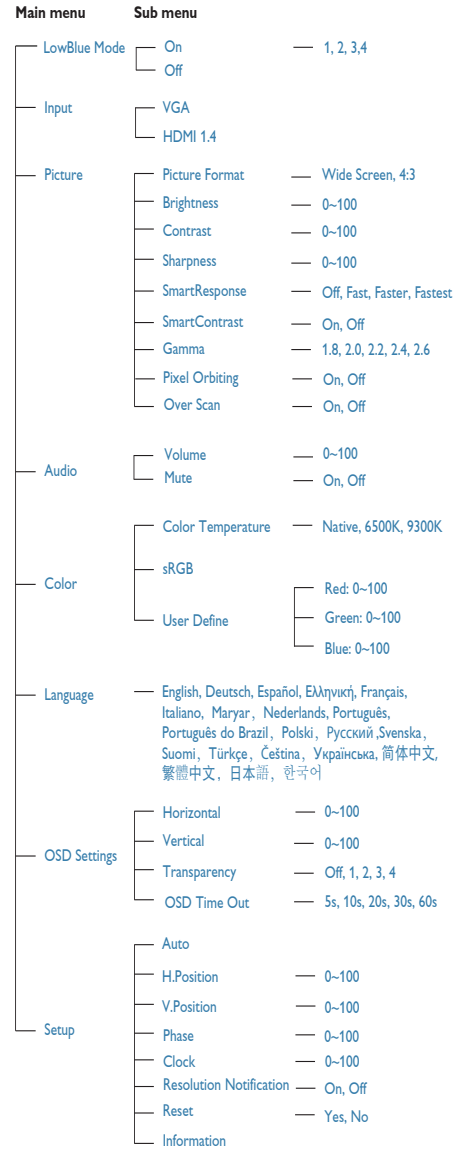 Main menu Sub menu
LowBlue Mode On 1, 2, 3,4
Off
Input VGA
HDMI 1.4
Picture Picture Format Wide Screen, 4:3
Brightness 0~100
Contrast 0~100
Sharpness 0~100
SmartResponse Off, Fast, Faster, Fastest
SmartContrast On, Off
Gamma 1.8, 2.0, 2.2, 2.4, 2.6
Pixel Orbiting On, Off
Over Scan On, Off
Audio Volume 0~100
Mute On, Off
Color Temperature Native, 6500K, 9300K
sRGB
Color Red: 0~100
User Define Green: 0~100
Blue: 0~100
Language English, Deutsch, Español, Ελληνική, Français,
Italiano, Maryar, Nederlands, Português,
Português do Brazil, Polski, Русский ,Svenska,
Suomi, Türkçe, Čeština, Українська, 简体中文,
繁體中文, 日本語, 한국어
Horizontal 0~100
Vertical 0~100
OSD Settings
Transparency Off, 1, 2, 3, 4
OSD Time Out 5s, 10s, 20s, 30s, 60s
Auto
H.Position 0~100
V.Position 0~100
Setup
Phase 0~100
Clock 0~100
Resolution Notification On, Off
Reset Yes, No
Information